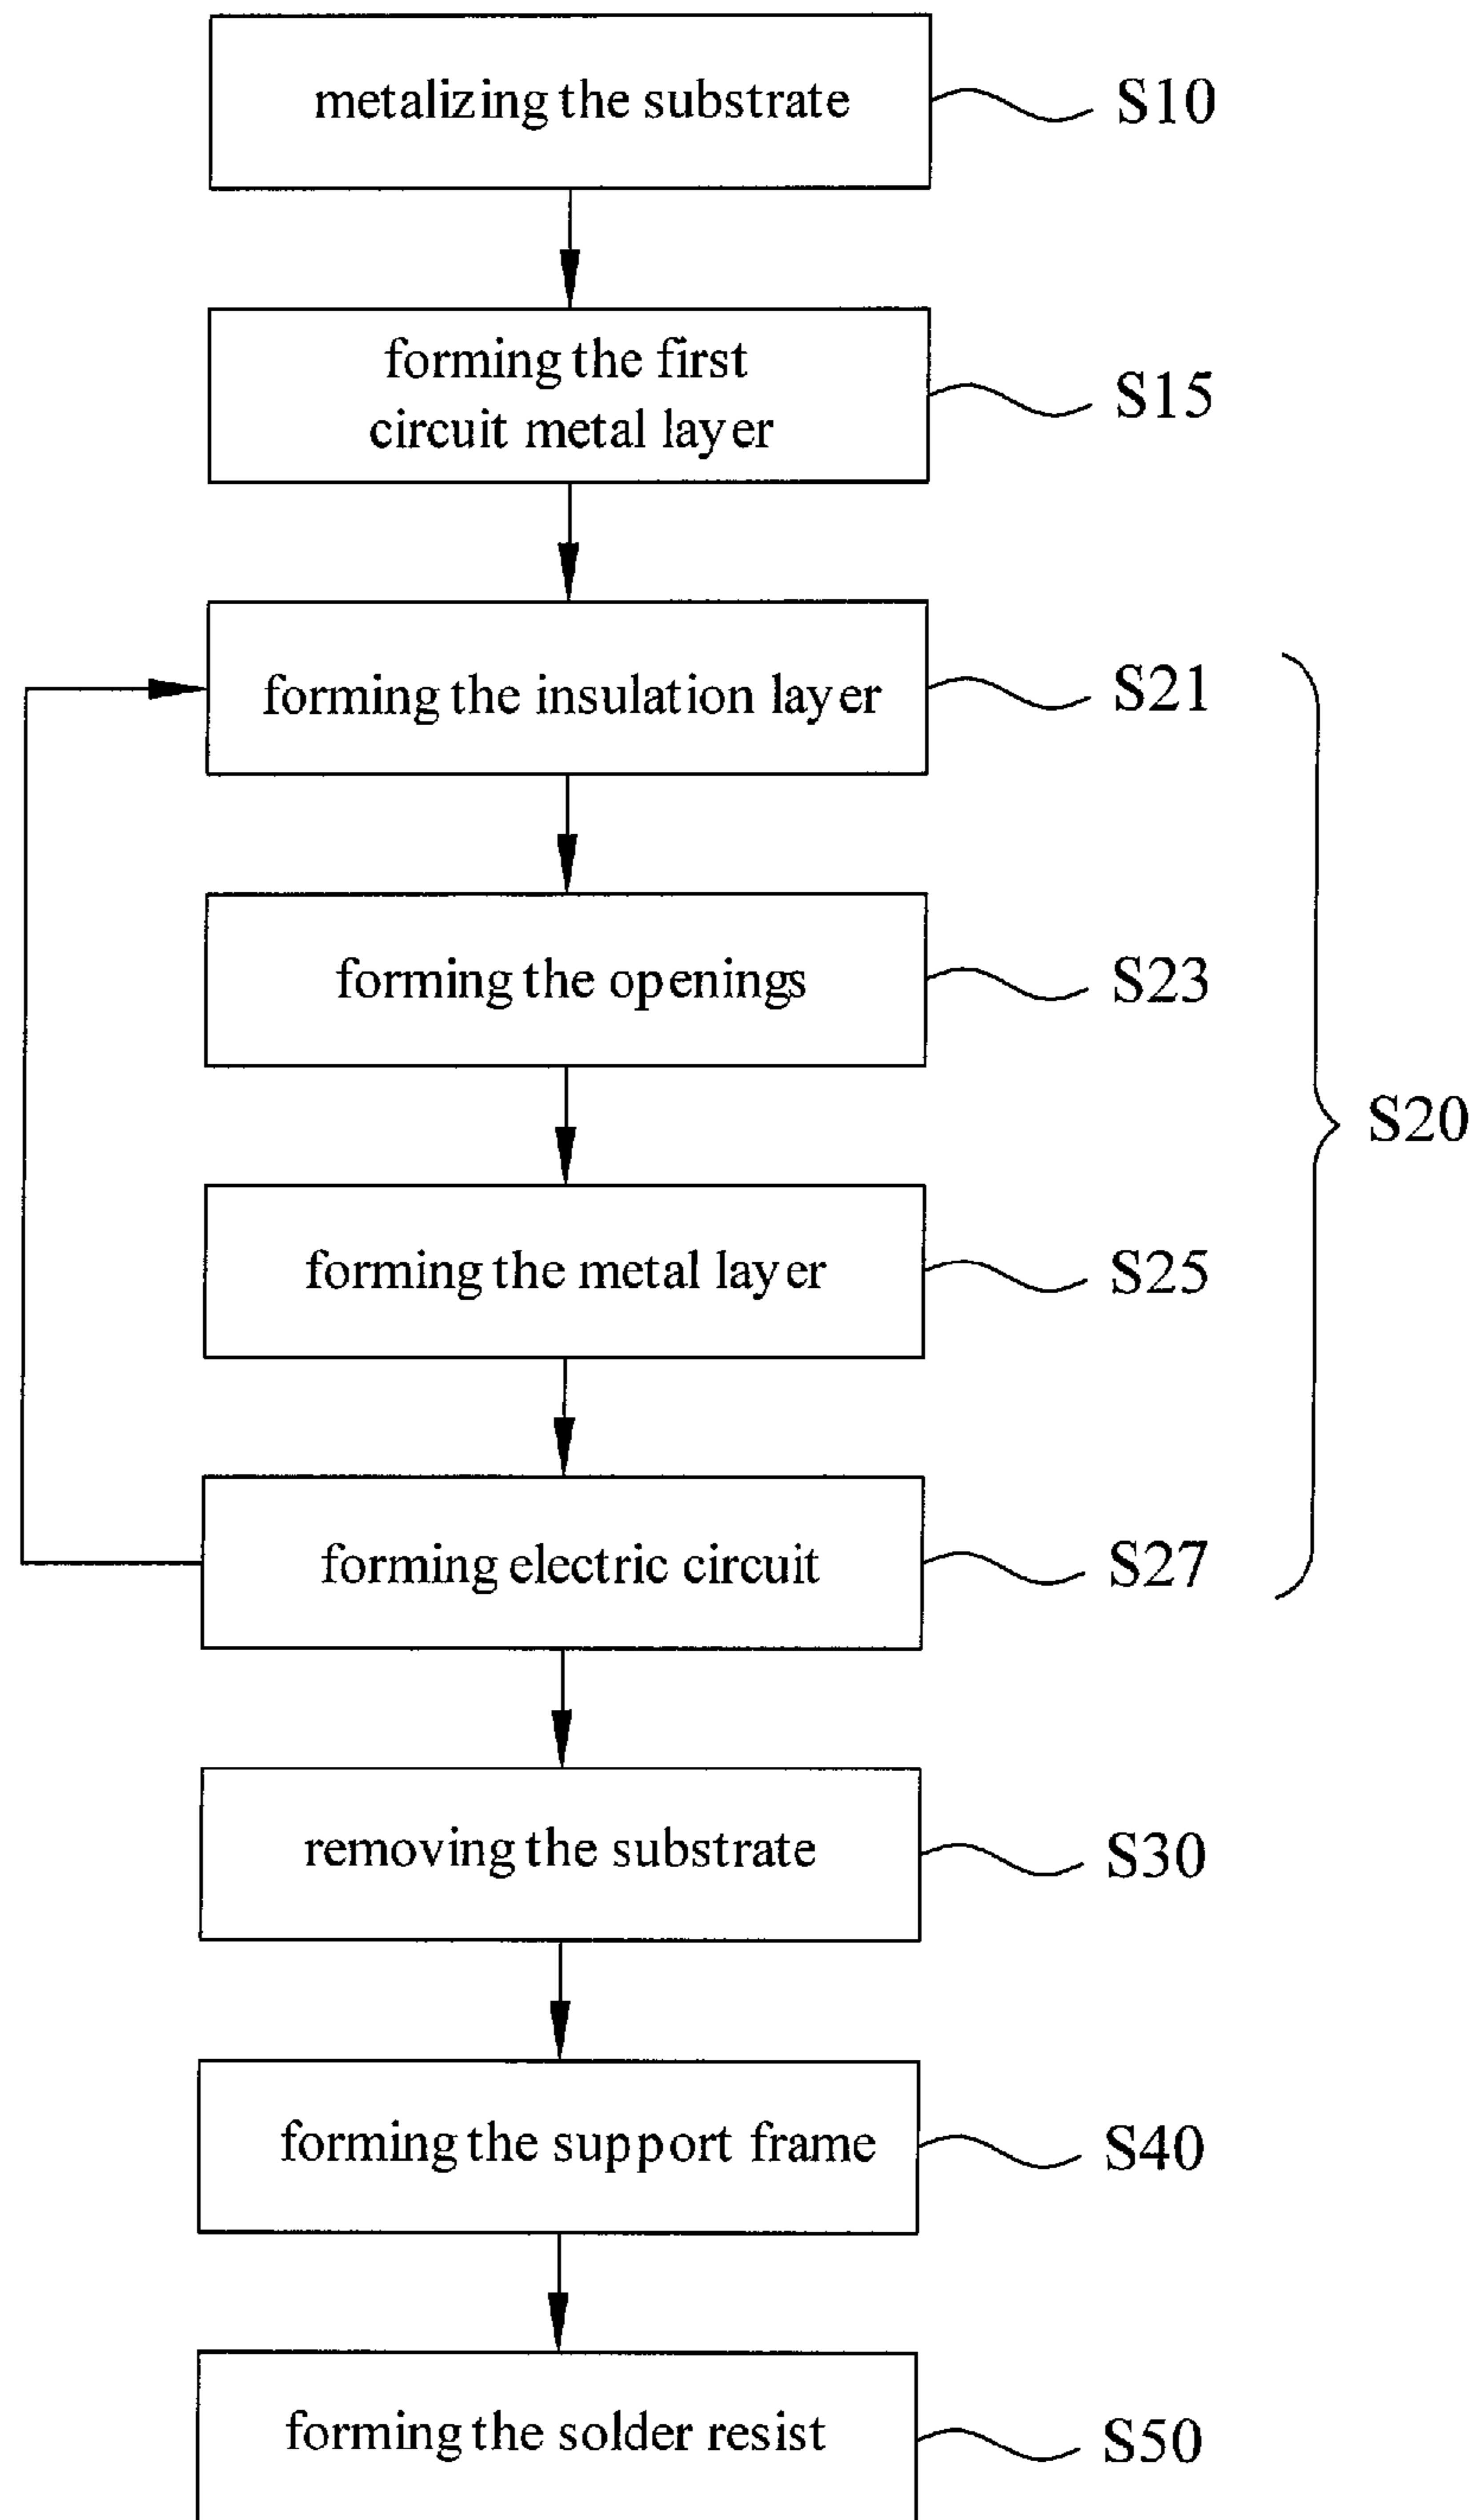 metalizing the substrate
S10
forming the first
circuit metal layer
S15
forming the insulation layer
S21
forming the openings
S23
S20
forming the metal layer
S25
forming electric circuit
S27
removing the substrate
S30
forming the support frame
S40
forming the solder resist
S50